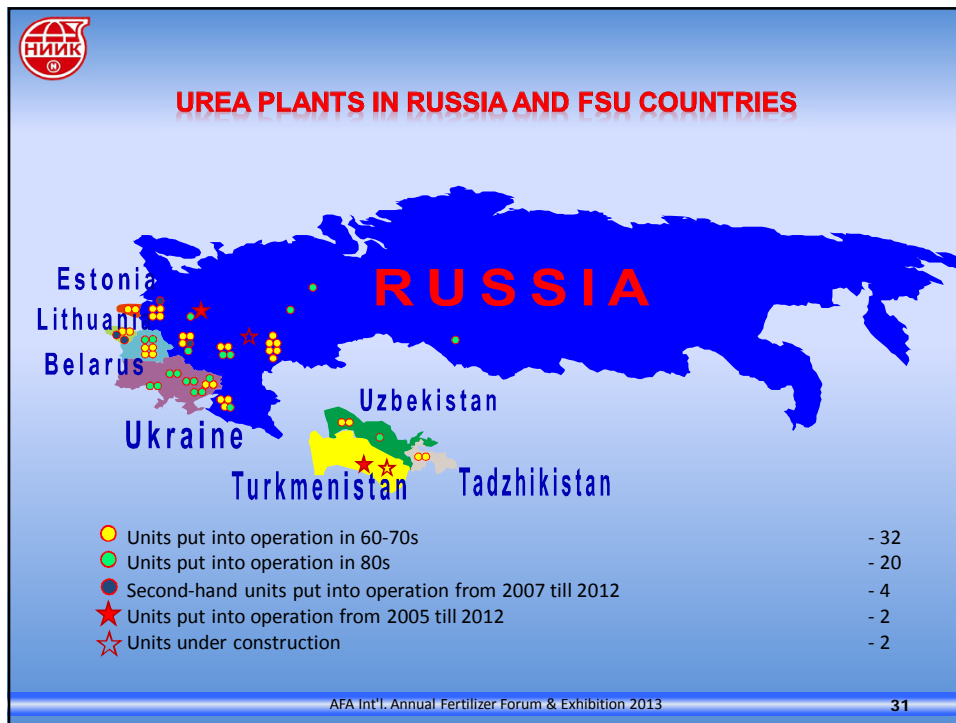 НИИК
UREA PLANTS IN RUSSIA AND FSU COUNTRIES
RUSSIA
Estonia
Lithuania
Belarus
Ukraine
Uzbekistan
Turkmenistan
Tadzhikistan
Units put into operation in 60-70s - 32
Units put into operation in 80s - 20
Second-hand units put into operation from 2007 till 2012 - 4
Units put into operation from 2005 till 2012 - 2
Units under construction - 2
AFA Int'l. Annual Fertilizer Forum & Exhibition 2013 31